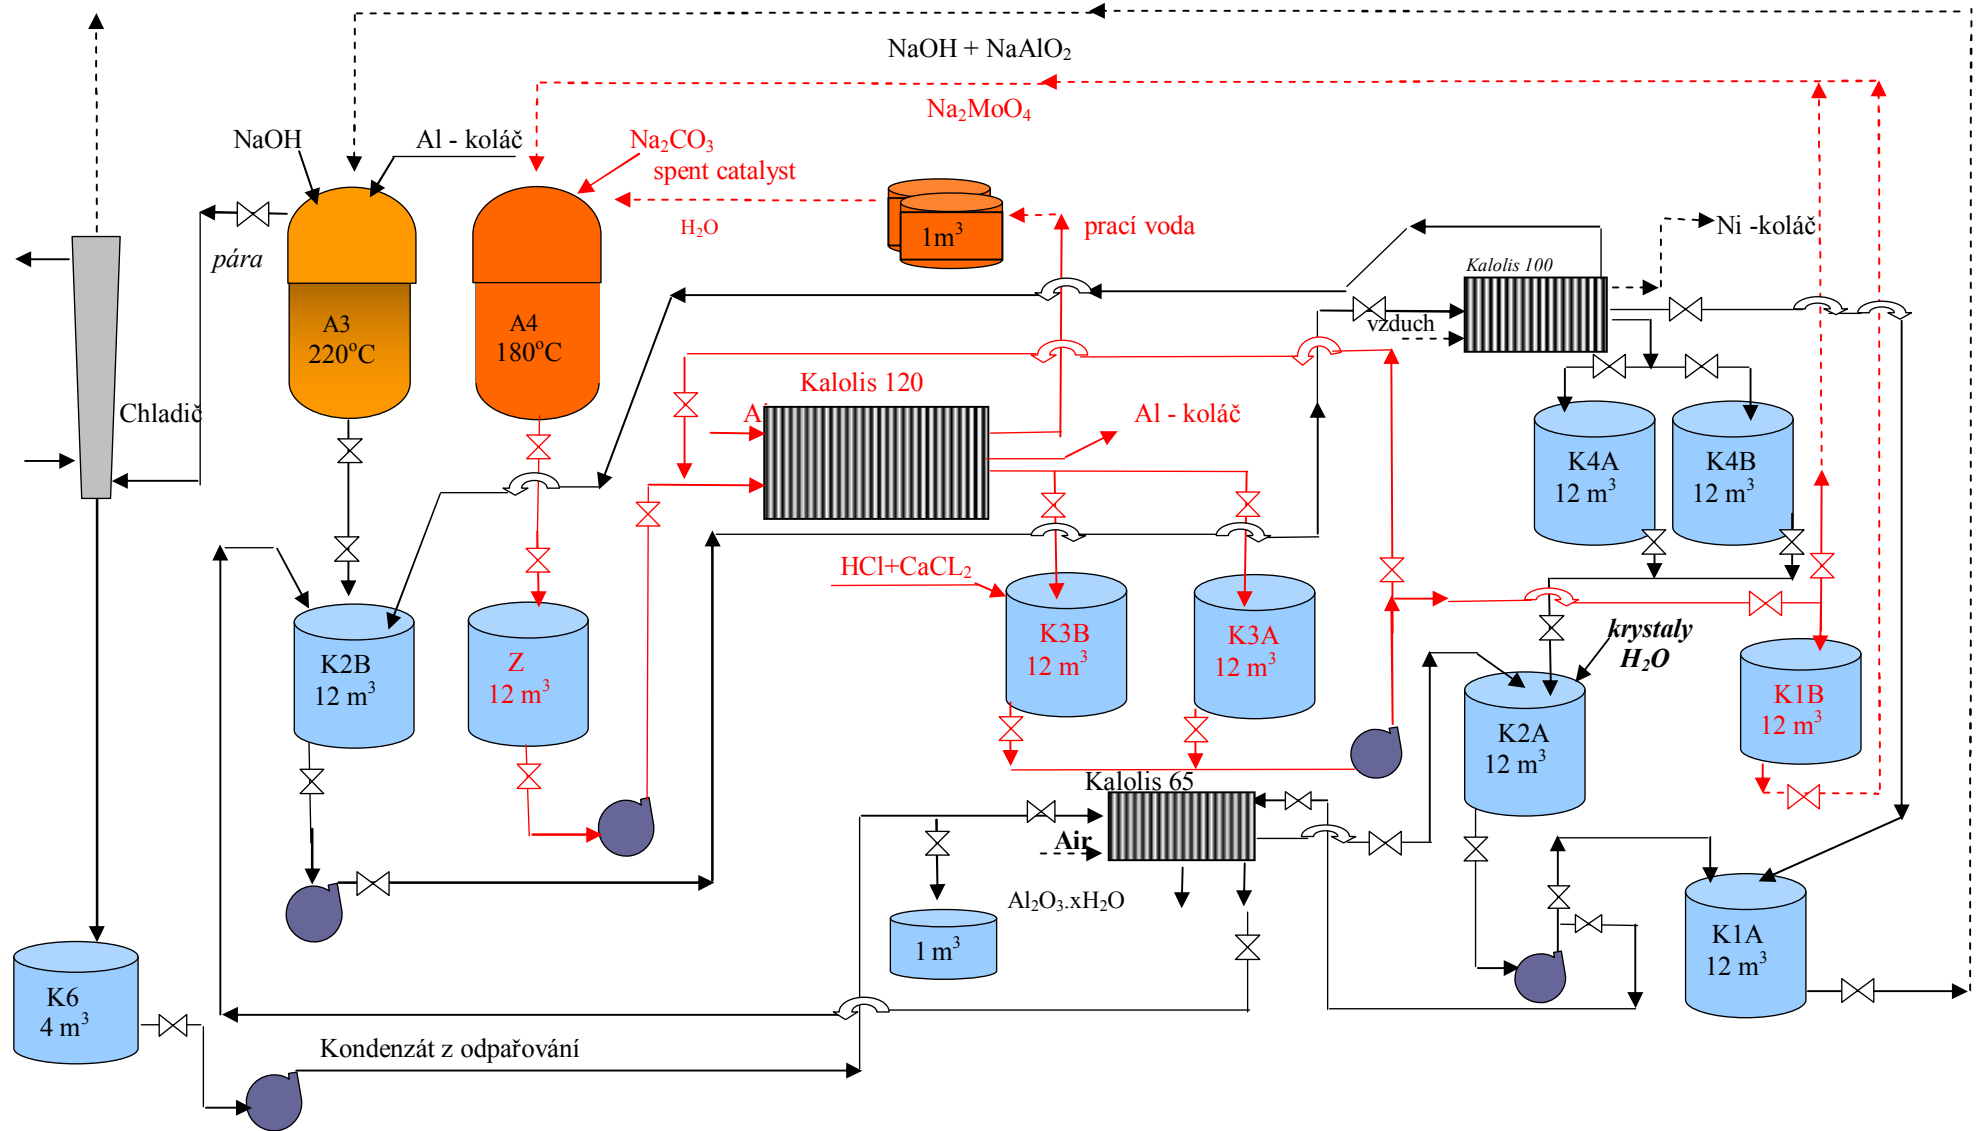 NaOH + NaAlO₂
Na₂MoO₄
NaOH
Al - koláč
Na₂CO₃
spent catalyst
H₂O
1m³
prací voda
Ni -koláč
Kalolis 100
pára
A3
220°C
A4
180°C
vzduch
Kalolis 120
Chladič
Al - koláč
K4A
12 m³
K4B
12 m³
HCl+CaCL₂
K2B
12 m³
Z
12 m³
K3B
12 m³
K3A
12 m³
krystaly
H₂O
K1B
12 m³
K2A
12 m³
Kalolis 65
Air
Al₂O₃.xH₂O
1 m³
K1A
12 m³
K6
4 m³
Kondenzát z odpařování